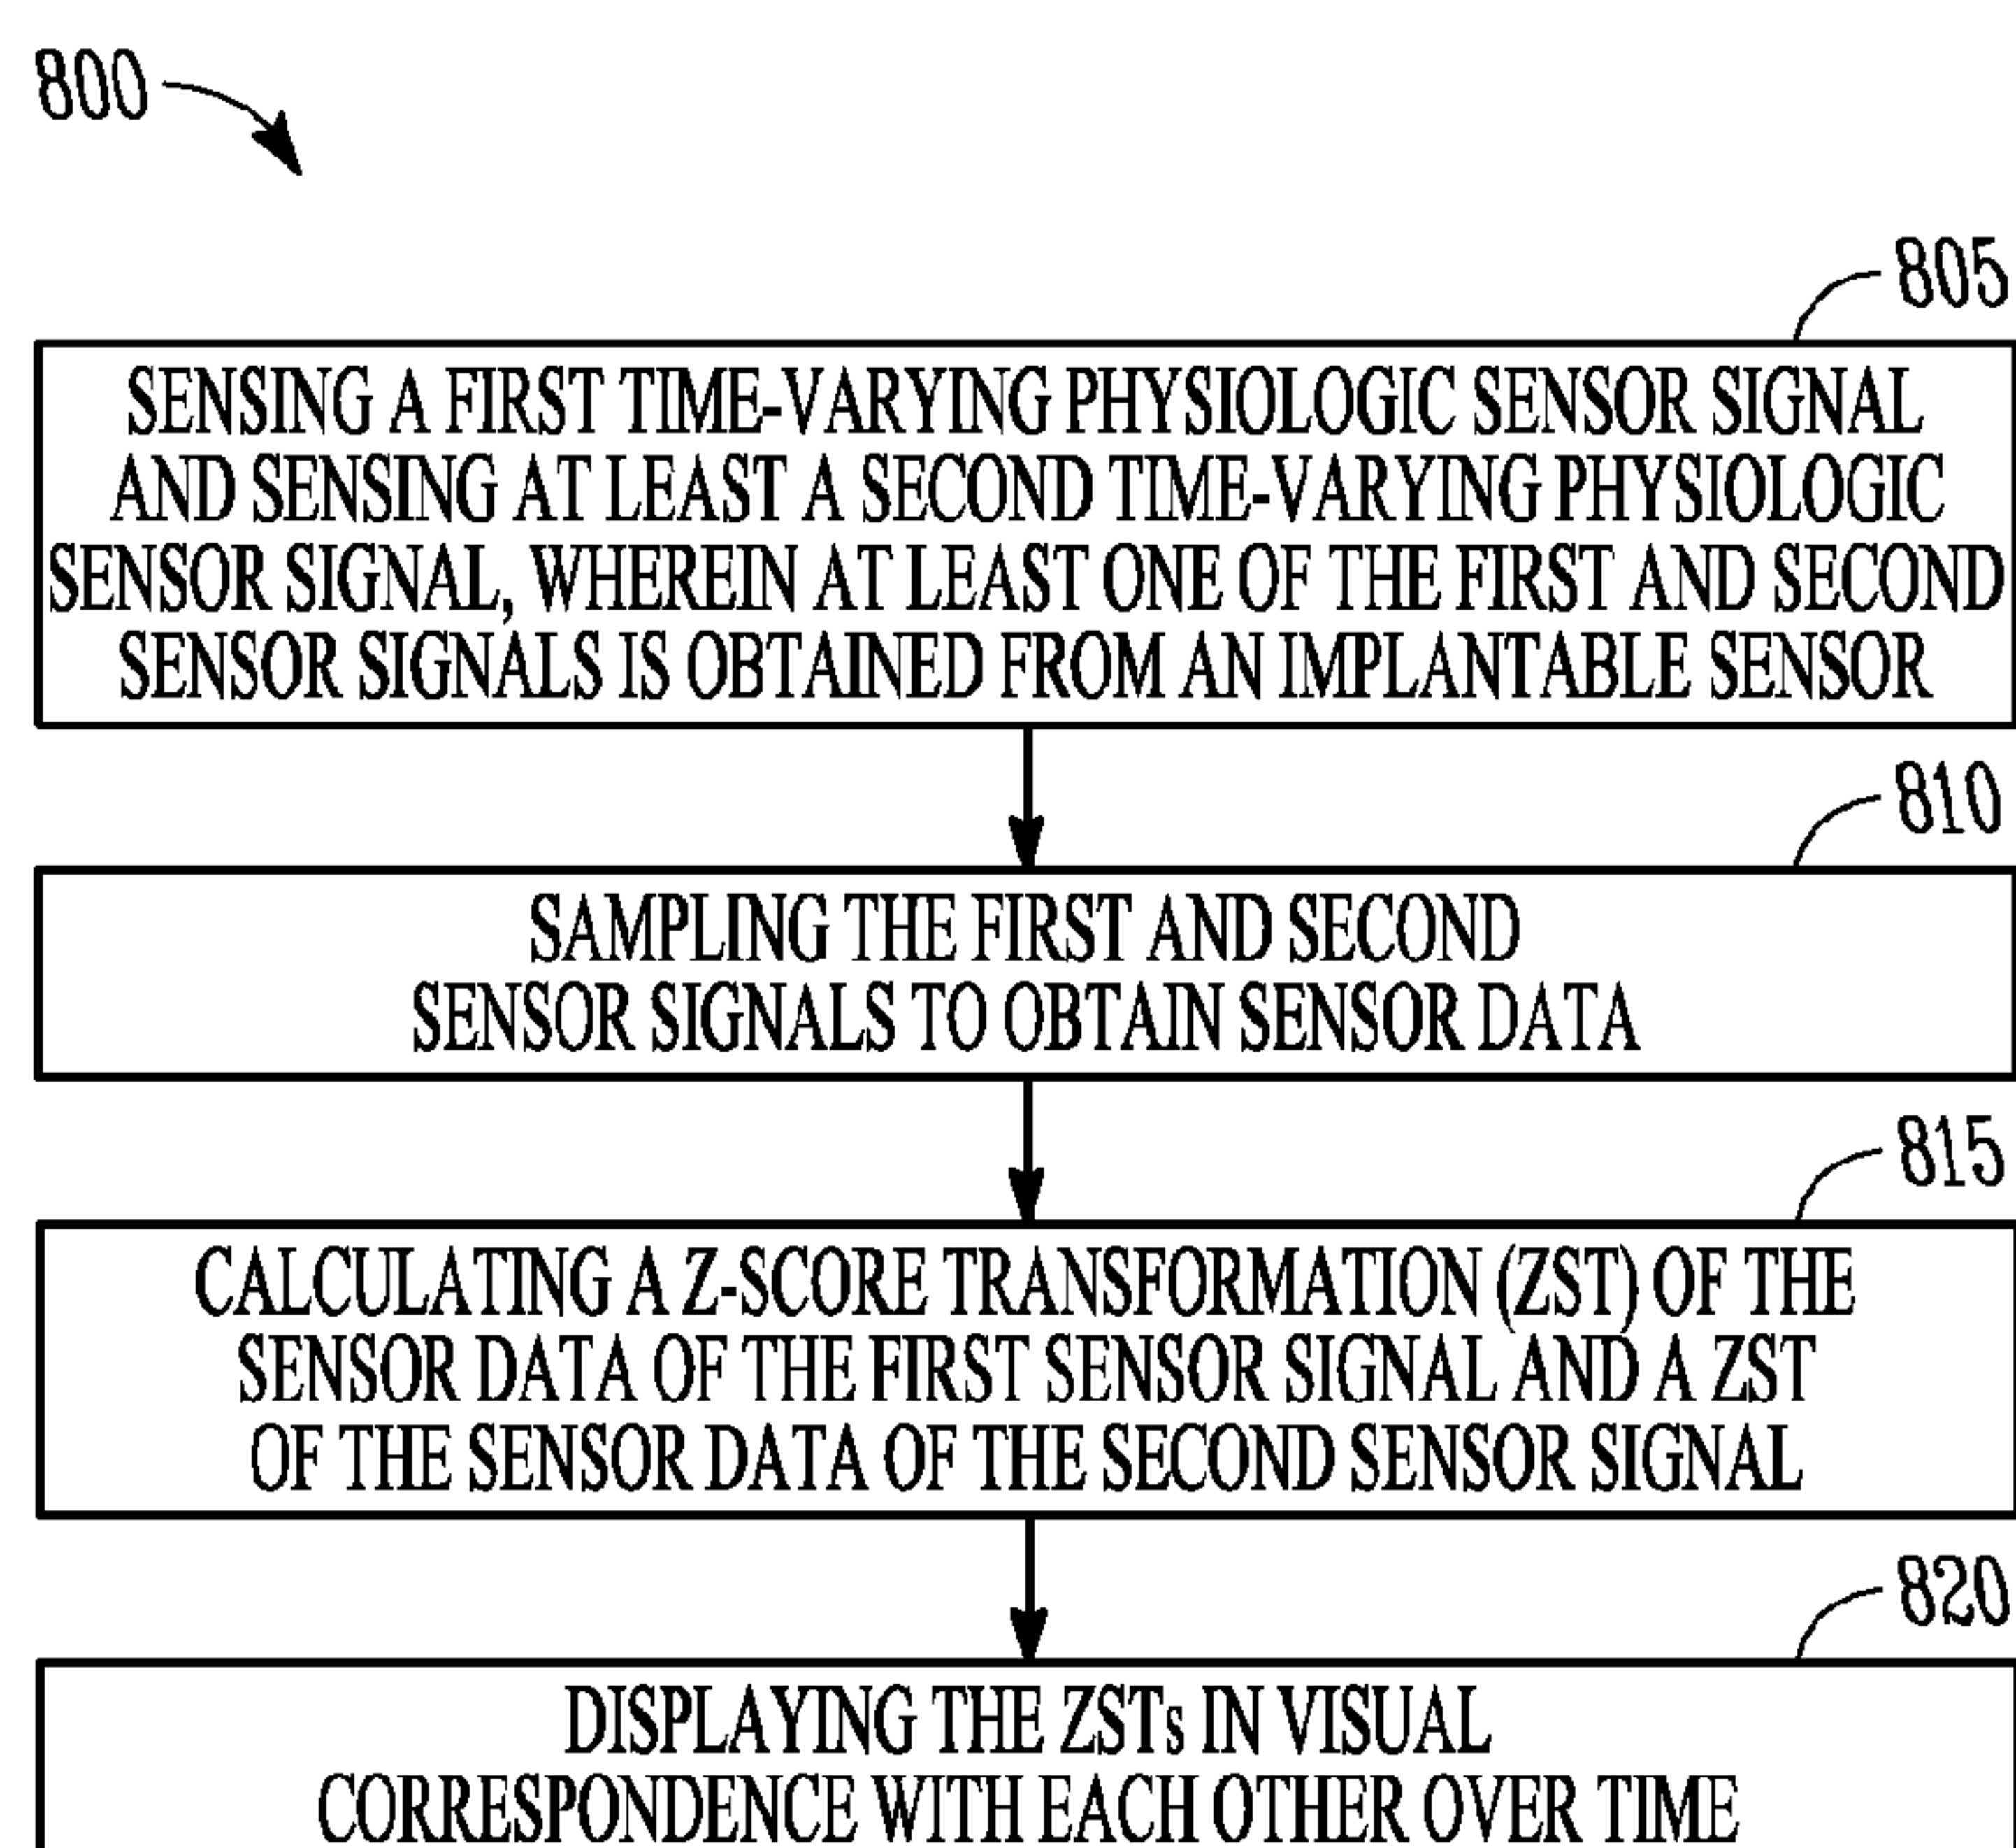 800
805
SENSING A FIRST TIME-VARYING PHYSIOLOGIC SENSOR SIGNAL
AND SENSING AT LEAST A SECOND TIME-VARYING PHYSIOLOGIC
SENSOR SIGNAL, WHEREIN AT LEAST ONE OF THE FIRST AND SECOND
SENSOR SIGNALS IS OBTAINED FROM AN IMPLANTABLE SENSOR
810
SAMPLING THE FIRST AND SECOND
SENSOR SIGNALS TO OBTAIN SENSOR DATA
815
CALCULATING A Z-SCORE TRANSFORMATION (ZST) OF THE
SENSOR DATA OF THE FIRST SENSOR SIGNAL AND A ZST
OF THE SENSOR DATA OF THE SECOND SENSOR SIGNAL
820
DISPLAYING THE ZSTs IN VISUAL
CORRESPONDENCE WITH EACH OTHER OVER TIME